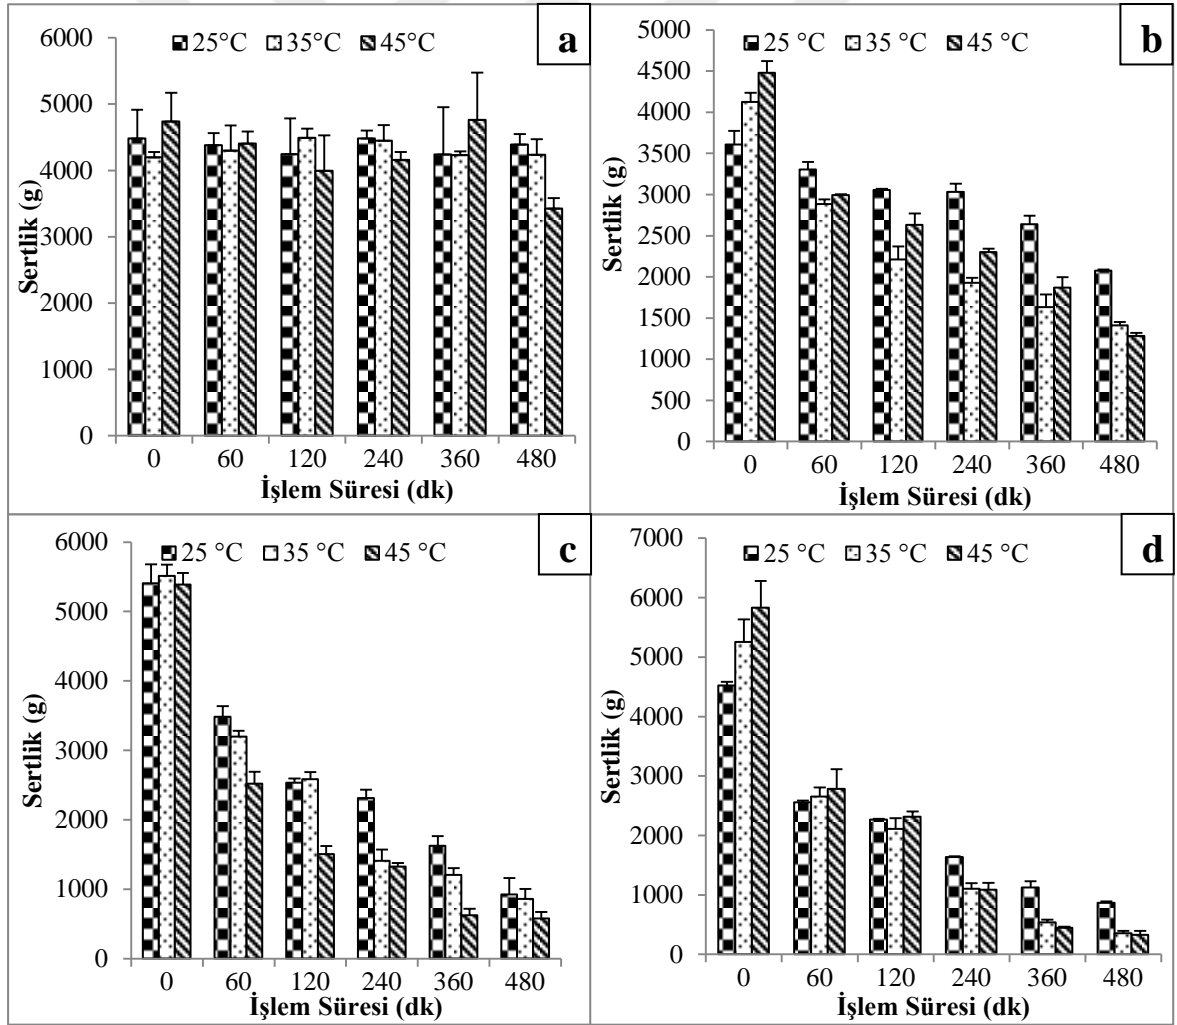 a
25°C 35°C 45°C
6000
5000
4000
3000
2000
1000
0
Sertlik (g)
0 60 120 240 360 480
İşlem Süresi (dk)
b
25 °C 35 °C 45 °C
5000
4500
4000
3500
3000
2500
2000
1500
1000
500
0
Sertlik (g)
0 60 120 240 360 480
İşlem Süresi (dk)
c
25 °C 35 °C 45 °C
6000
5000
4000
3000
2000
1000
0
Sertlik (g)
0 60 120 240 360 480
İşlem Süresi (dk)
d
25 °C 35 °C 45 °C
7000
6000
5000
4000
3000
2000
1000
0
Sertlik (g)
0 60 120 240 360 480
İşlem Süresi (dk)